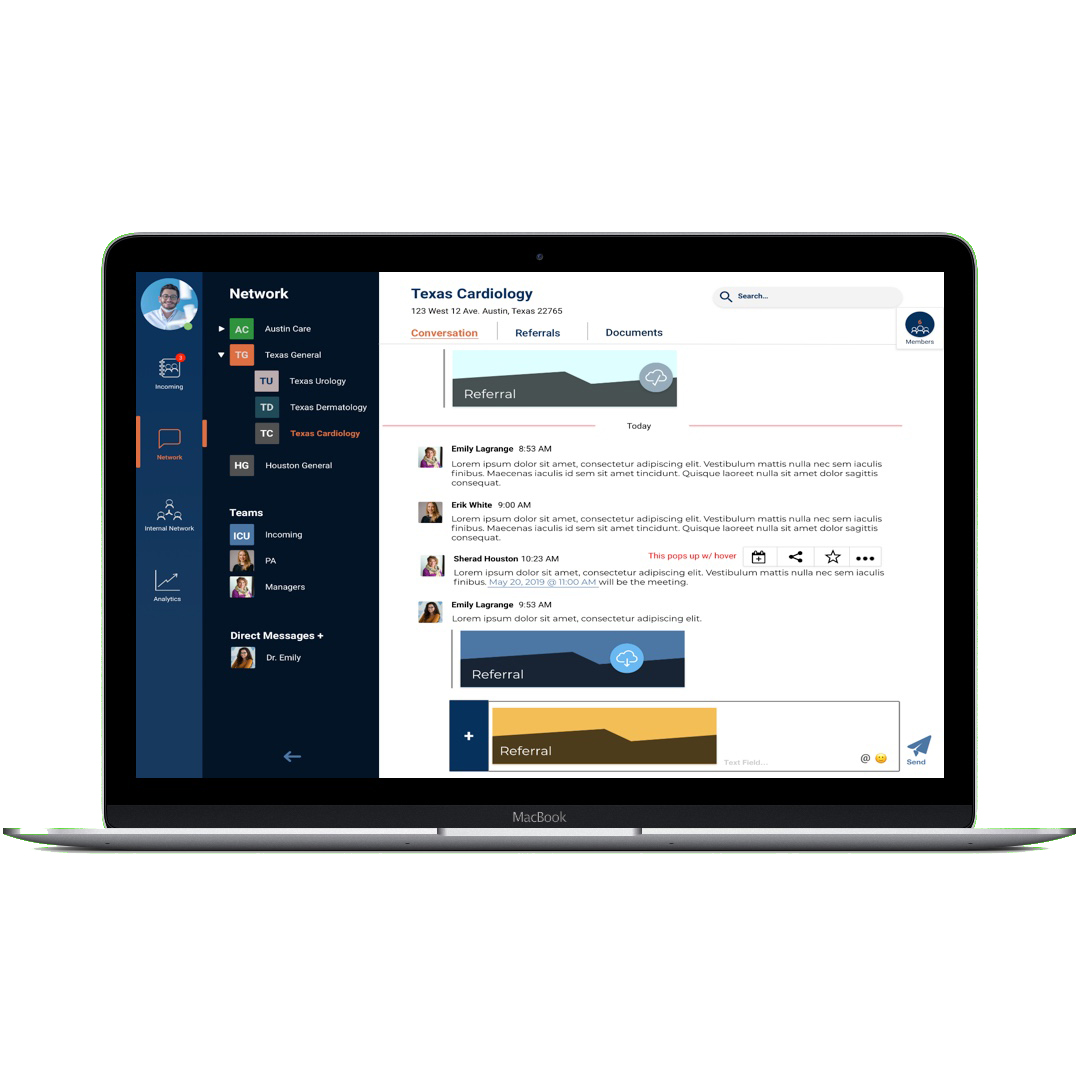 3
Incoming
Network
Internal Network
Analytics
Network
AC Austin Care
TG Texas General
TU Texas Urology
TD Texas Dermatology
TC Texas Cardiology
HG Houston General
Teams
ICU Incoming
PA
Managers
Direct Messages +
Dr. Emily
Texas Cardiology
123 West 12 Ave. Austin, Texas 22765
Conversation Referrals Documents
Search...
6
Members
Referral
Today
Emily Lagrange 8:53 AM
Lorem ipsum dolor sit amet, consectetur adipiscing elit. Vestibulum mattis nulla nec sem iaculis
finibus. Maecenas iaculis id sem sit amet tincidunt. Quisque laoreet nulla sit amet dolor sagittis
consequat.
Erik White 9:00 AM
Lorem ipsum dolor sit amet, consectetur adipiscing elit. Vestibulum mattis nulla nec sem iaculis
finibus. Maecenas iaculis id sem sit amet tincidunt. Quisque laoreet nulla sit amet dolor sagittis
consequat.
This pops up w/ hover
Sherad Houston 10:23 AM
Lorem ipsum dolor sit amet, consectetur adipiscing elit. Vestibulum mattis nulla nec sem iaculis
finibus. May 20, 2019 @ 11:00 AM will be the meeting.
Emily Lagrange 9:53 AM
Lorem ipsum dolor sit amet, consectetur adipiscing elit.
Referral
+
Referral
Text Field....
@
Send
MacBook